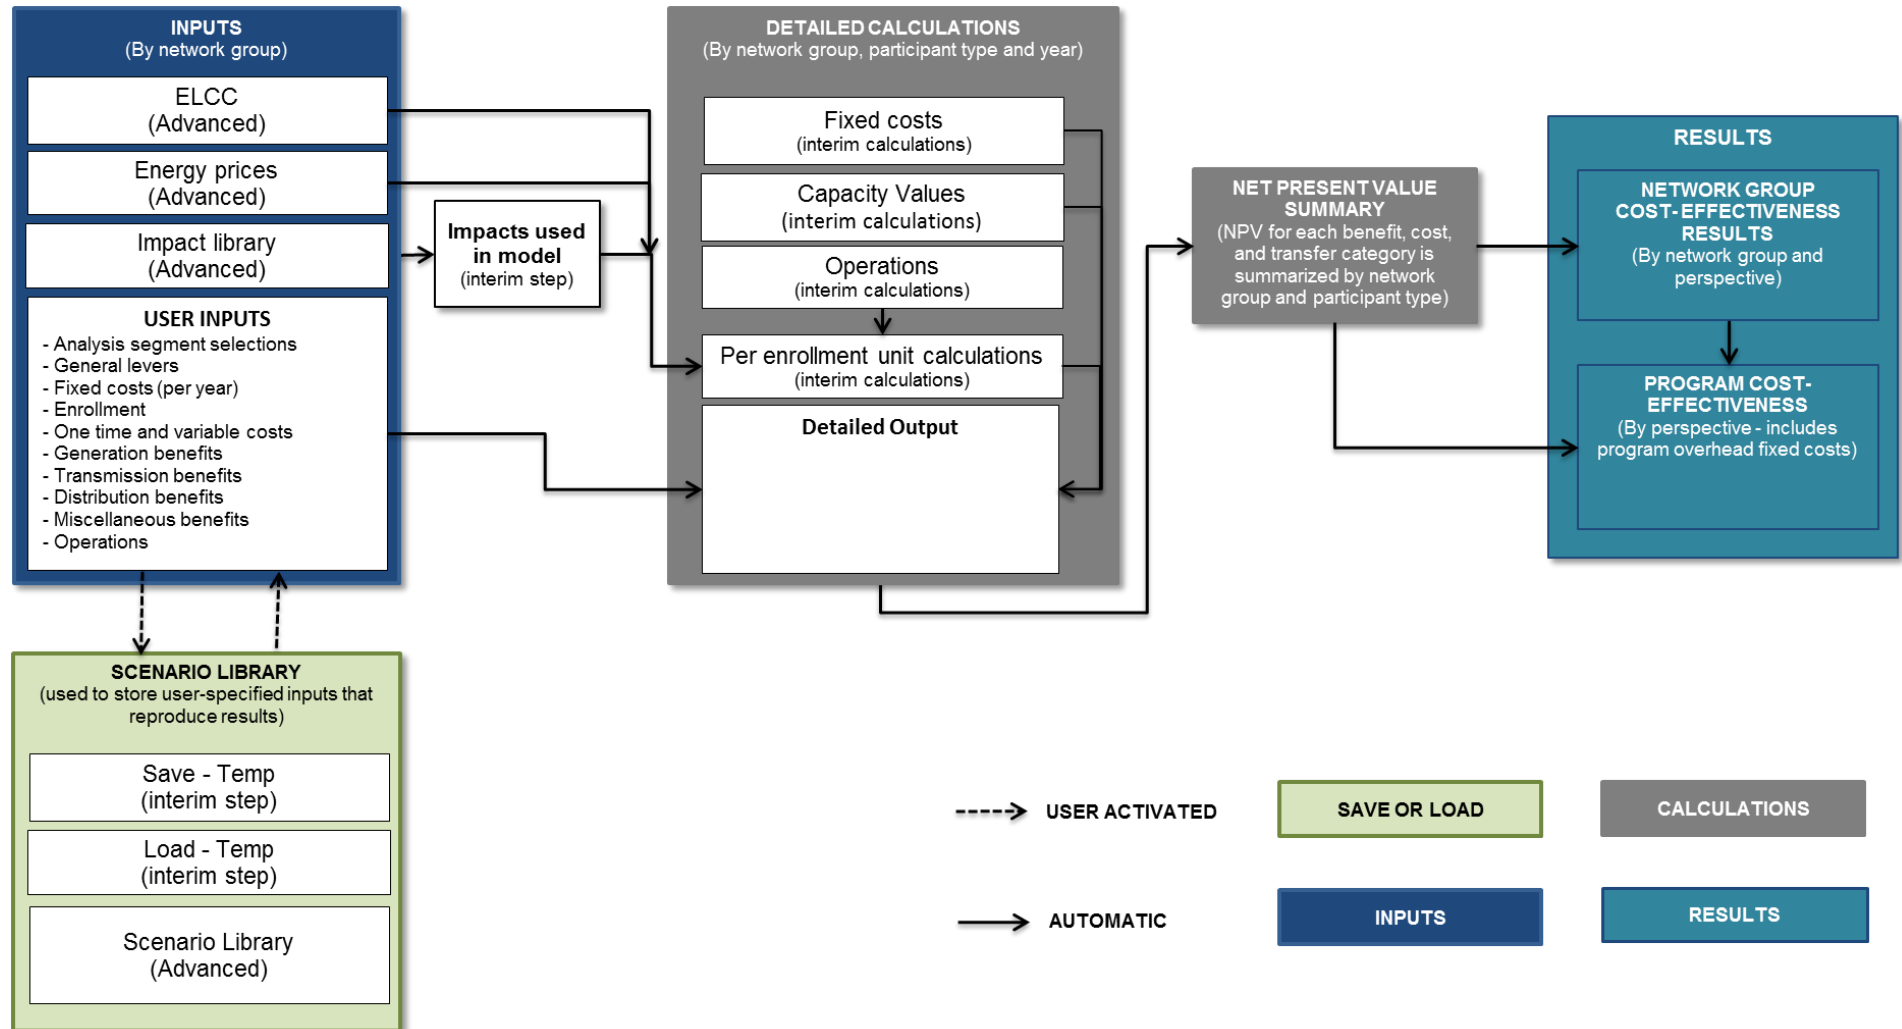 INPUTS
(By network group)
ELCC
(Advanced)
Energy prices
(Advanced)
Impact library
(Advanced)
USER INPUTS
- Analysis segment selections
- General levers
- Fixed costs (per year)
- Enrollment
- One time and variable costs
- Generation benefits
- Transmission benefits
- Distribution benefits
- Miscellaneous benefits
- Operations
Impacts used
in model
(interim step)
DETAILED CALCULATIONS
(By network group, participant type and year)
Fixed costs
(interim calculations)
Capacity Values
(interim calculations)
Operations
(interim calculations)
Per enrollment unit calculations
(interim calculations)
Detailed Output
NET PRESENT VALUE
SUMMARY
(NPV for each benefit, cost,
and transfer category is
summarized by network
group and participant type)
RESULTS
NETWORK GROUP
COST- EFFECTIVENESS
RESULTS
(By network group and
perspective)
PROGRAM COST-
EFFECTIVENESS
(By perspective - includes
program overhead fixed costs)
SCENARIO LIBRARY
(used to store user-specified inputs that
reproduce results)
Save - Temp
(interim step)
Load - Temp
(interim step)
Scenario Library
(Advanced)
USER ACTIVATED
SAVE OR LOAD
CALCULATIONS
AUTOMATIC
INPUTS
RESULTS